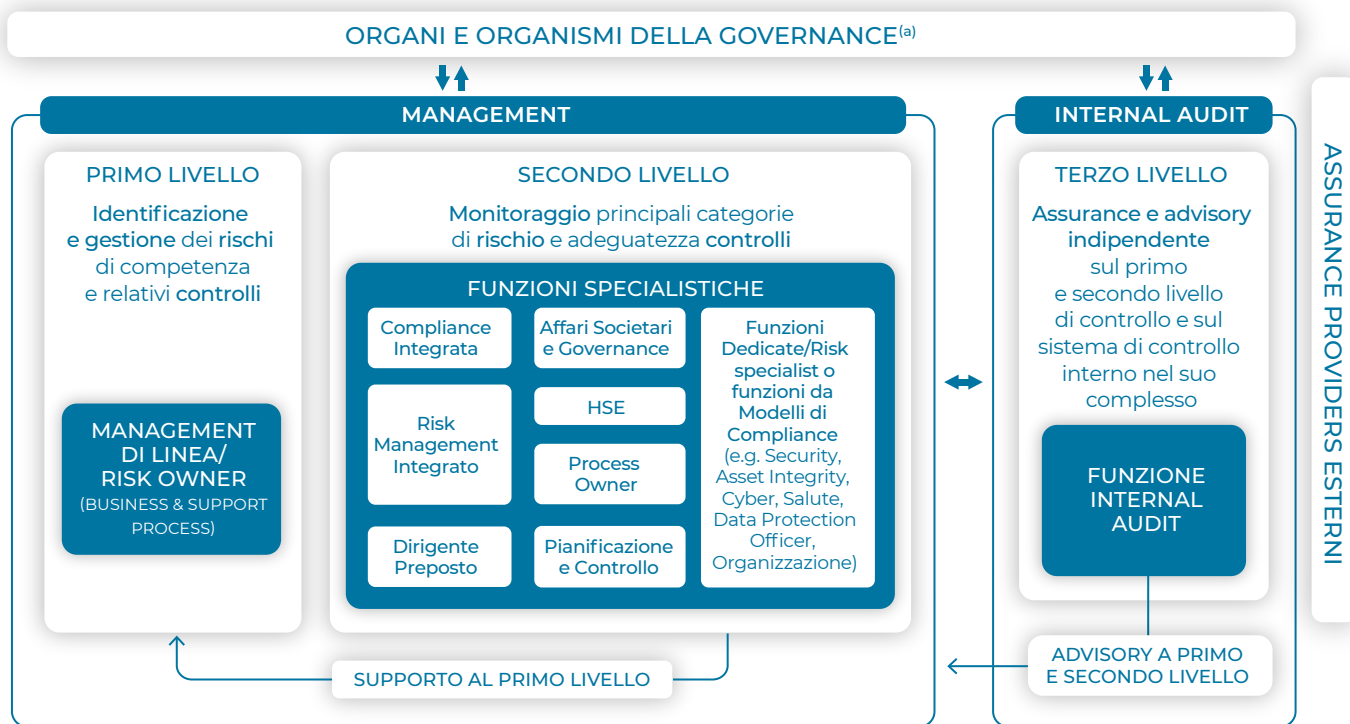 ORGANI E ORGANISMI DELLA GOVERNANCE(a)
MANAGEMENT
PRIMO LIVELLO
Identificazione
e gestione dei rischi
di competenza
e relativi controlli
MANAGEMENT
DI LINEA/
RISK OWNER
(BUSINESS & SUPPORT
PROCESS)
SECONDO LIVELLO
Monitoraggio principali categorie
di rischio e adeguatezza controlli
FUNZIONI SPECIALISTICHE
Compliance
Integrata
Risk
Management
Integrato
Dirigente
Preposto
Affari Societari
e Governance
HSE
Process
Owner
Pianificazione
e Controllo
Funzioni
Dedicate/Risk
specialist o
funzioni da
Modelli di
Compliance
(e.g. Security,
Asset Integrity,
Cyber, Salute,
Data Protection
Officer,
Organizzazione)
SUPPORTO AL PRIMO LIVELLO
INTERNAL AUDIT
TERZO LIVELLO
Assurance e advisory
indipendente
sul primo
e secondo livello
di controllo e sul
sistema di controllo
interno nel suo
complesso
FUNZIONE
INTERNAL
AUDIT
ADVISORY A PRIMO
E SECONDO LIVELLO
ASSURANCE PROVIDERS ESTERNI